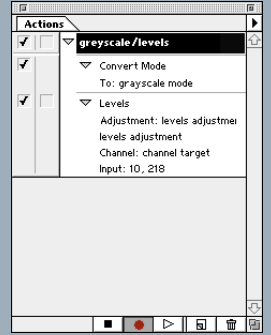 Actions
greyscale/levels
Convert Mode
To: grayscale mode
Levels
Adjustment: levels adjustmen
levels adjustment
Channel: channel target
Input: 10, 218